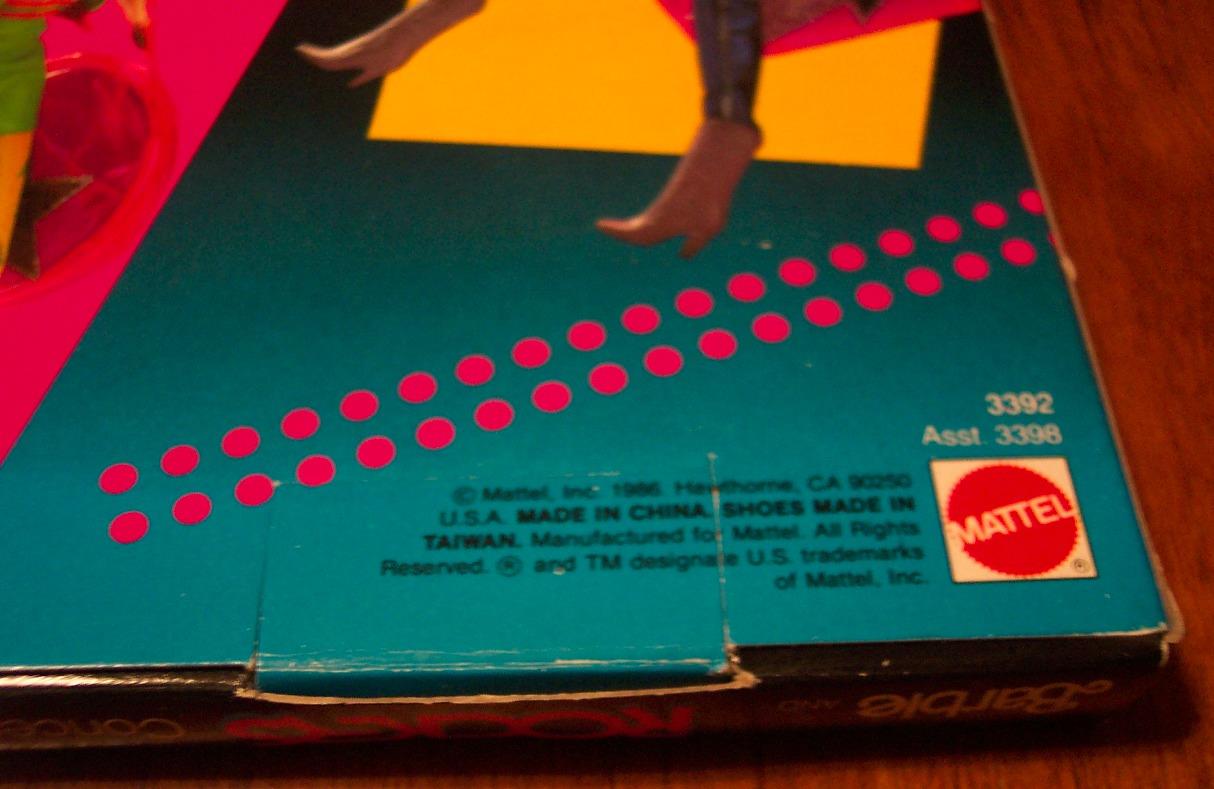 3392
Asst. 3398
© Mattel, Inc. 1986. Hawthorne, CA 90250
U.S.A. MADE IN CHINA. SHOES MADE IN
TAIWAN. Manufactured for Mattel. All Rights
Reserved. ® and TM designate U.S. trademarks
of Mattel, Inc.
MATTEL ®
Barbie AND